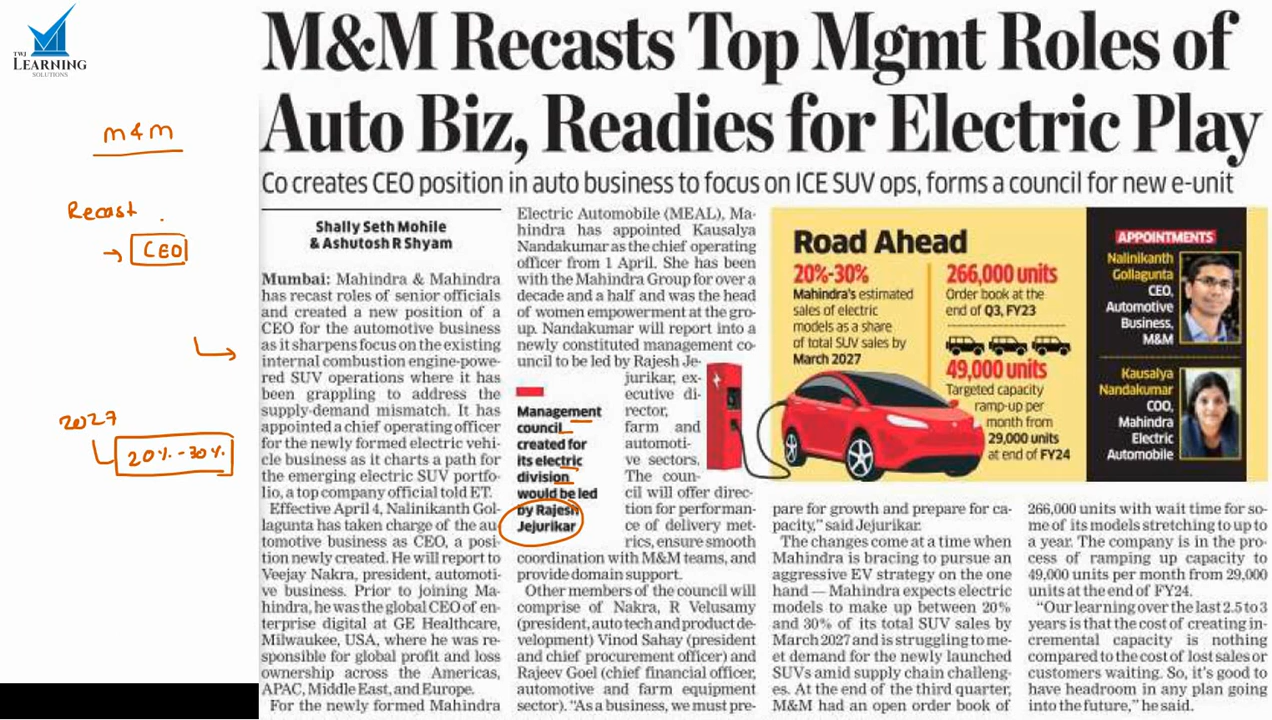 TWJ
LEARNING
SOLUTIONS
m & m
Recast
→ CEO
2027
20% - 30%
M&M Recasts Top Mgmt Roles of
Auto Biz, Readies for Electric Play
Co creates CEO position in auto business to focus on ICE SUV ops, forms a council for new e-unit
Shally Seth Mohile
& Ashutosh R Shyam
Mumbai: Mahindra & Mahindra
has recast roles of senior officials
and created a new position of a
CEO for the automotive business
as it sharpens focus on the existing
internal combustion engine-powe-
red SUV operations where it has
been grappling to address the
supply-demand mismatch. It has
appointed a chief operating officer
for the newly formed electric vehi-
cle business as it charts a path for
the emerging electric SUV portfo-
lio, a top company official told ET.
Effective April 4, Nalinikanth Gol-
lagunta has taken charge of the au-
tomotive business as CEO, a posi-
tion newly created. He will report to
Veejay Nakra, president, automoti-
ve business. Prior to joining Ma-
hindra, he was the global CEO of en-
terprise digital at GE Healthcare,
Milwaukee, USA, where he was re-
sponsible for global profit and loss
ownership across the Americas,
APAC, Middle East, and Europe.
For the newly formed Mahindra
Electric Automobile (MEAL), Ma-
hindra has appointed Kausalya
Nandakumar as the chief operating
officer from 1 April. She has been
with the Mahindra Group for over a
decade and a half and was the head
of women empowerment at the gro-
up. Nandakumar will report into a
newly constituted management co-
uncil to be led by Rajesh Je-
jurikar, ex-
ecutive di-
rector,
farm and
automoti-
ve sectors.
The coun-
cil will offer direc-
tion for performan-
ce of delivery met-
rics, ensure smooth
coordination with M&M teams, and
provide domain support.
Other members of the council will
comprise of Nakra, R Velusamy
(president, auto tech and product de-
velopment) Vinod Sahay (president
and chief procurement officer) and
Rajeev Goel (chief financial officer,
automotive and farm equipment
sector). “As a business, we must pre-
Management
council
created for
its electric
division
would be led
by Rajesh
Jejurikar
Road Ahead
20%-30%
Mahindra's estimated
sales of electric
models as a share
of total SUV sales by
March 2027
266,000 units
Order book at the
end of Q3, FY23
49,000 units
Targeted capacity
ramp-up per
month from
29,000 units
at end of FY24
APPOINTMENTS
Nalinikanth
Gollagunta
CEO,
Automotive
Business,
M&M
Kausalya
Nandakumar
COO,
Mahindra
Electric
Automobile
pare for growth and prepare for ca-
pacity,” said Jejurikar.
The changes come at a time when
Mahindra is bracing to pursue an
aggressive EV strategy on the one
hand — Mahindra expects electric
models to make up between 20%
and 30% of its total SUV sales by
March 2027 and is struggling to me-
et demand for the newly launched
SUVs amid supply chain challeng-
es. At the end of the third quarter,
M&M had an open order book of
266,000 units with wait time for so-
me of its models stretching to up to
a year. The company is in the pro-
cess of ramping up capacity to
49,000 units per month from 29,000
units at the end of FY24.
“Our learning over the last 2.5 to 3
years is that the cost of creating in-
cremental capacity is nothing
compared to the cost of lost sales or
customers waiting. So, it's good to
have headroom in any plan going
into the future,” he said.